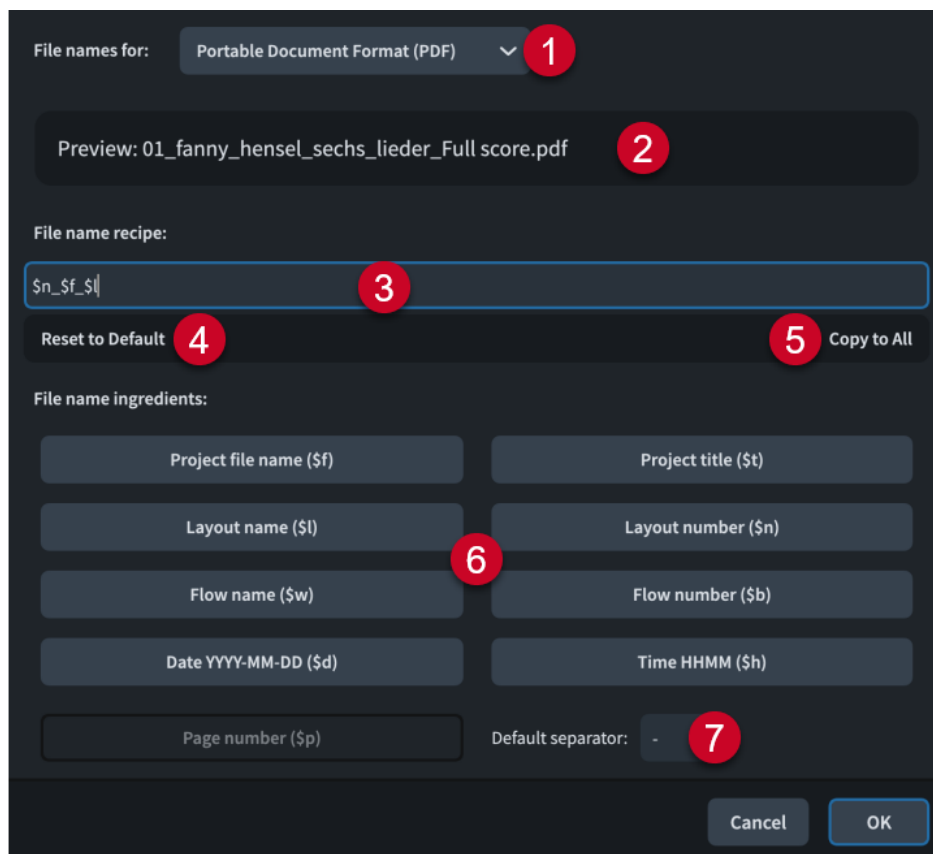 File names for: Portable Document Format (PDF) 1
Preview: 01_fanny_hensel_sechs_lieder_Full score.pdf 2
File name recipe:
$n_$f_$l 3
Reset to Default 4 5 Copy to All
File name ingredients:
Project file name ($f) Project title ($t)
Layout name ($l) Layout number ($n)
6
Flow name ($w) Flow number ($b)
Date YYYY-MM-DD ($d) Time HHMM ($h)
Page number ($p) Default separator: - 7
Cancel OK